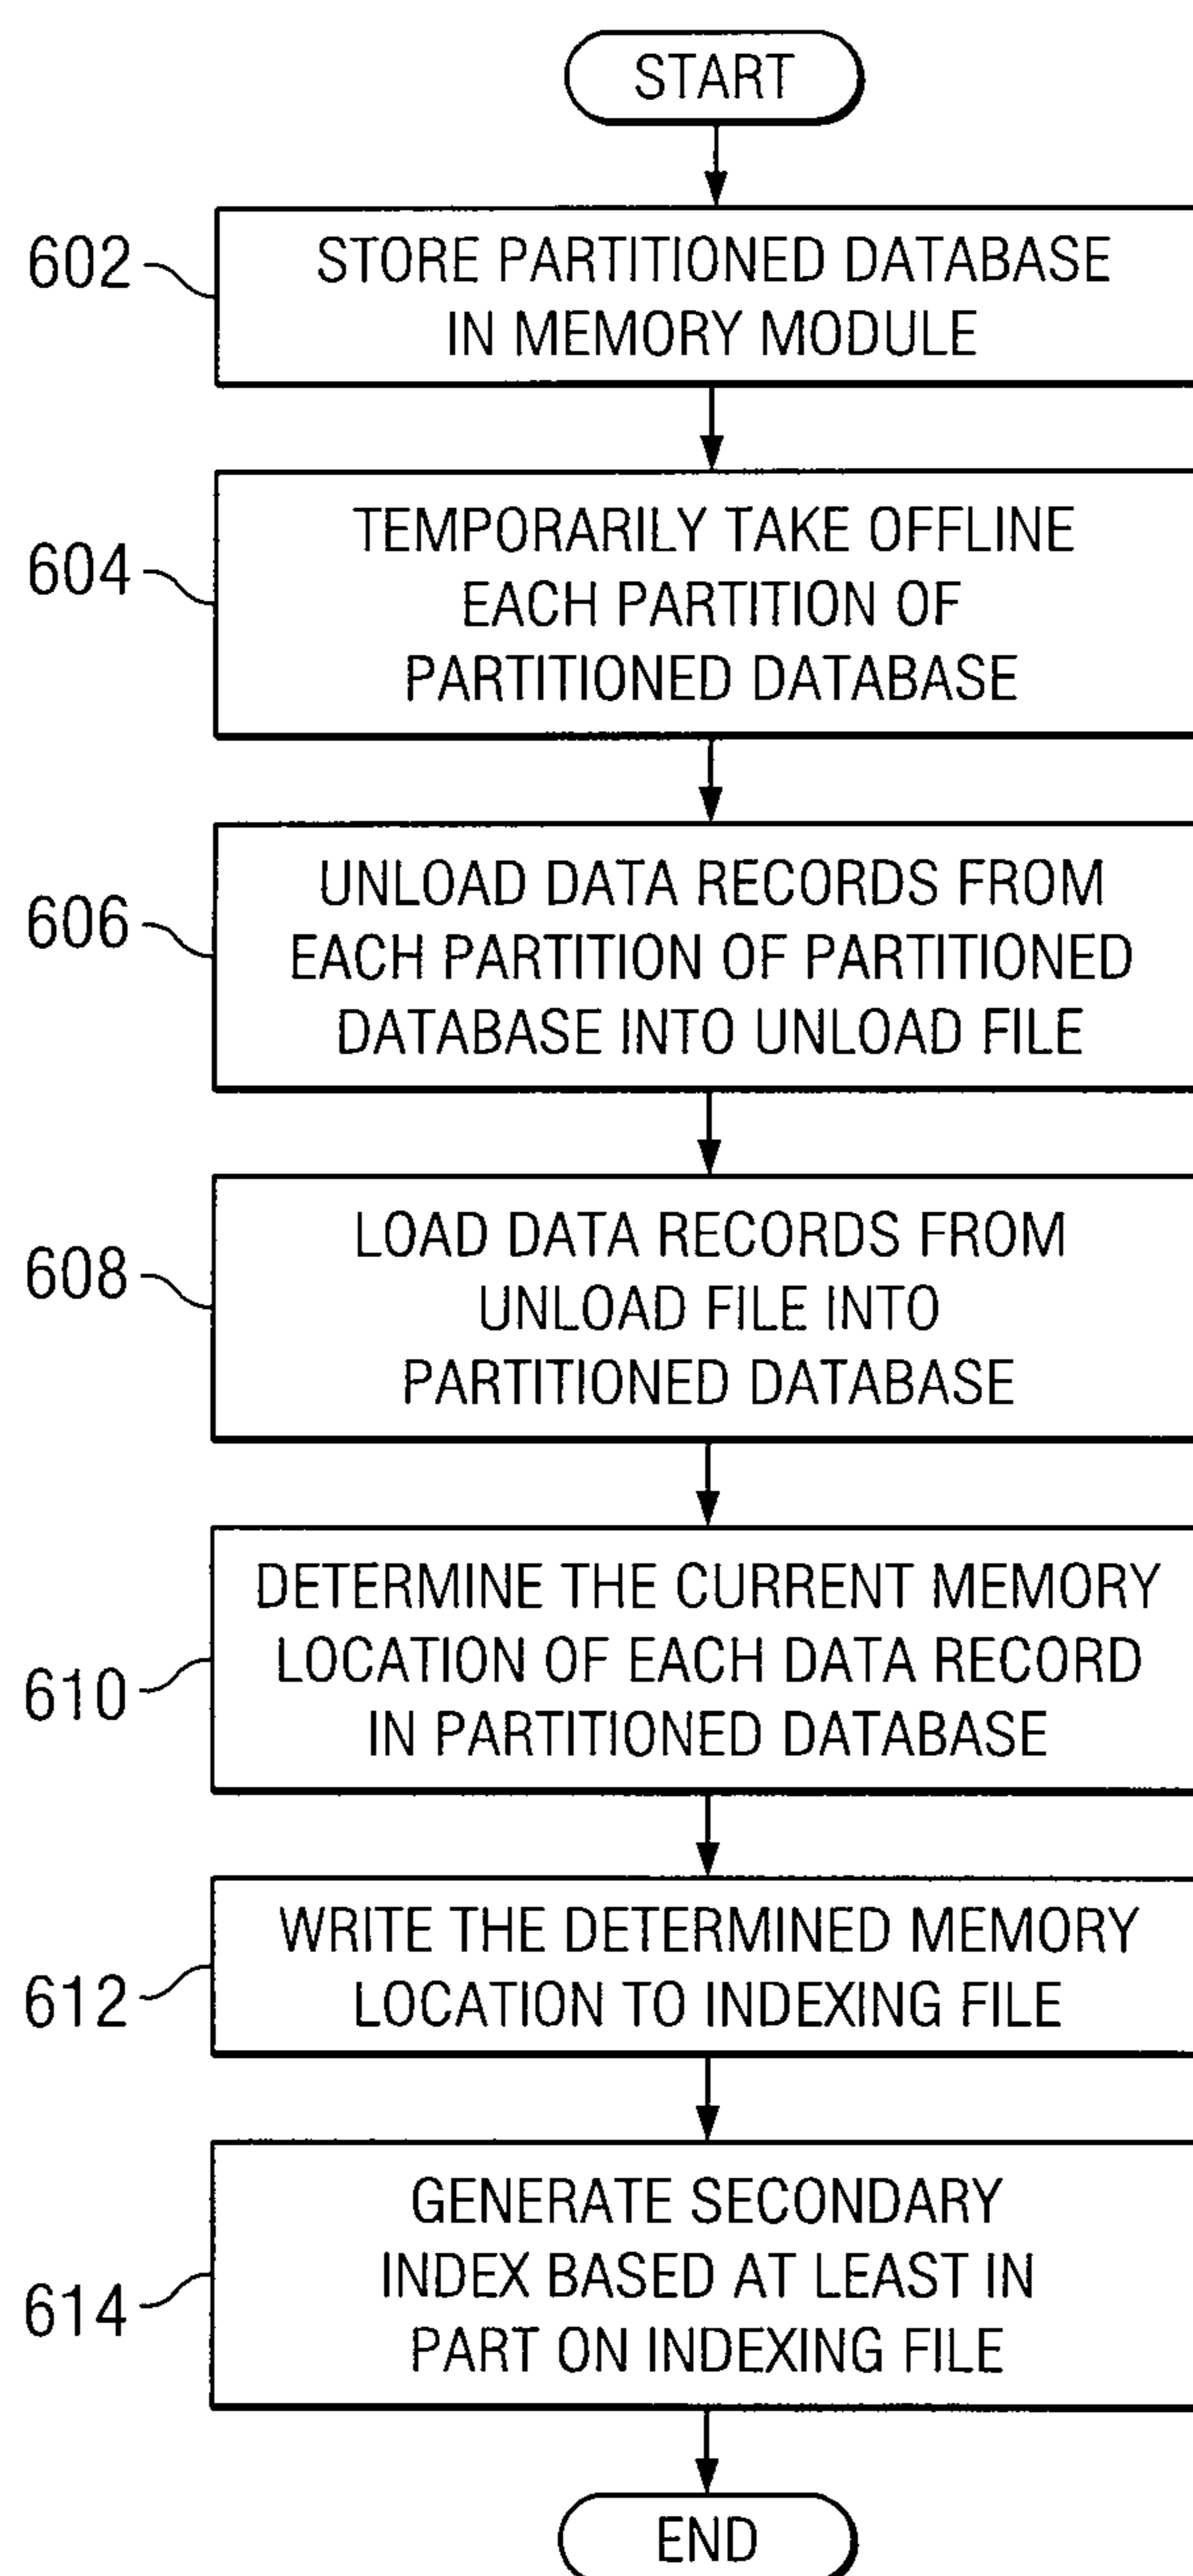 START
602
STORE PARTITIONED DATABASE
IN MEMORY MODULE
604
TEMPORARILY TAKE OFFLINE
EACH PARTITION OF
PARTITIONED DATABASE
606
UNLOAD DATA RECORDS FROM
EACH PARTITION OF PARTITIONED
DATABASE INTO UNLOAD FILE
608
LOAD DATA RECORDS FROM
UNLOAD FILE INTO
PARTITIONED DATABASE
610
DETERMINE THE CURRENT MEMORY
LOCATION OF EACH DATA RECORD
IN PARTITIONED DATABASE
612
WRITE THE DETERMINED MEMORY
LOCATION TO INDEXING FILE
614
GENERATE SECONDARY
INDEX BASED AT LEAST IN
PART ON INDEXING FILE
END